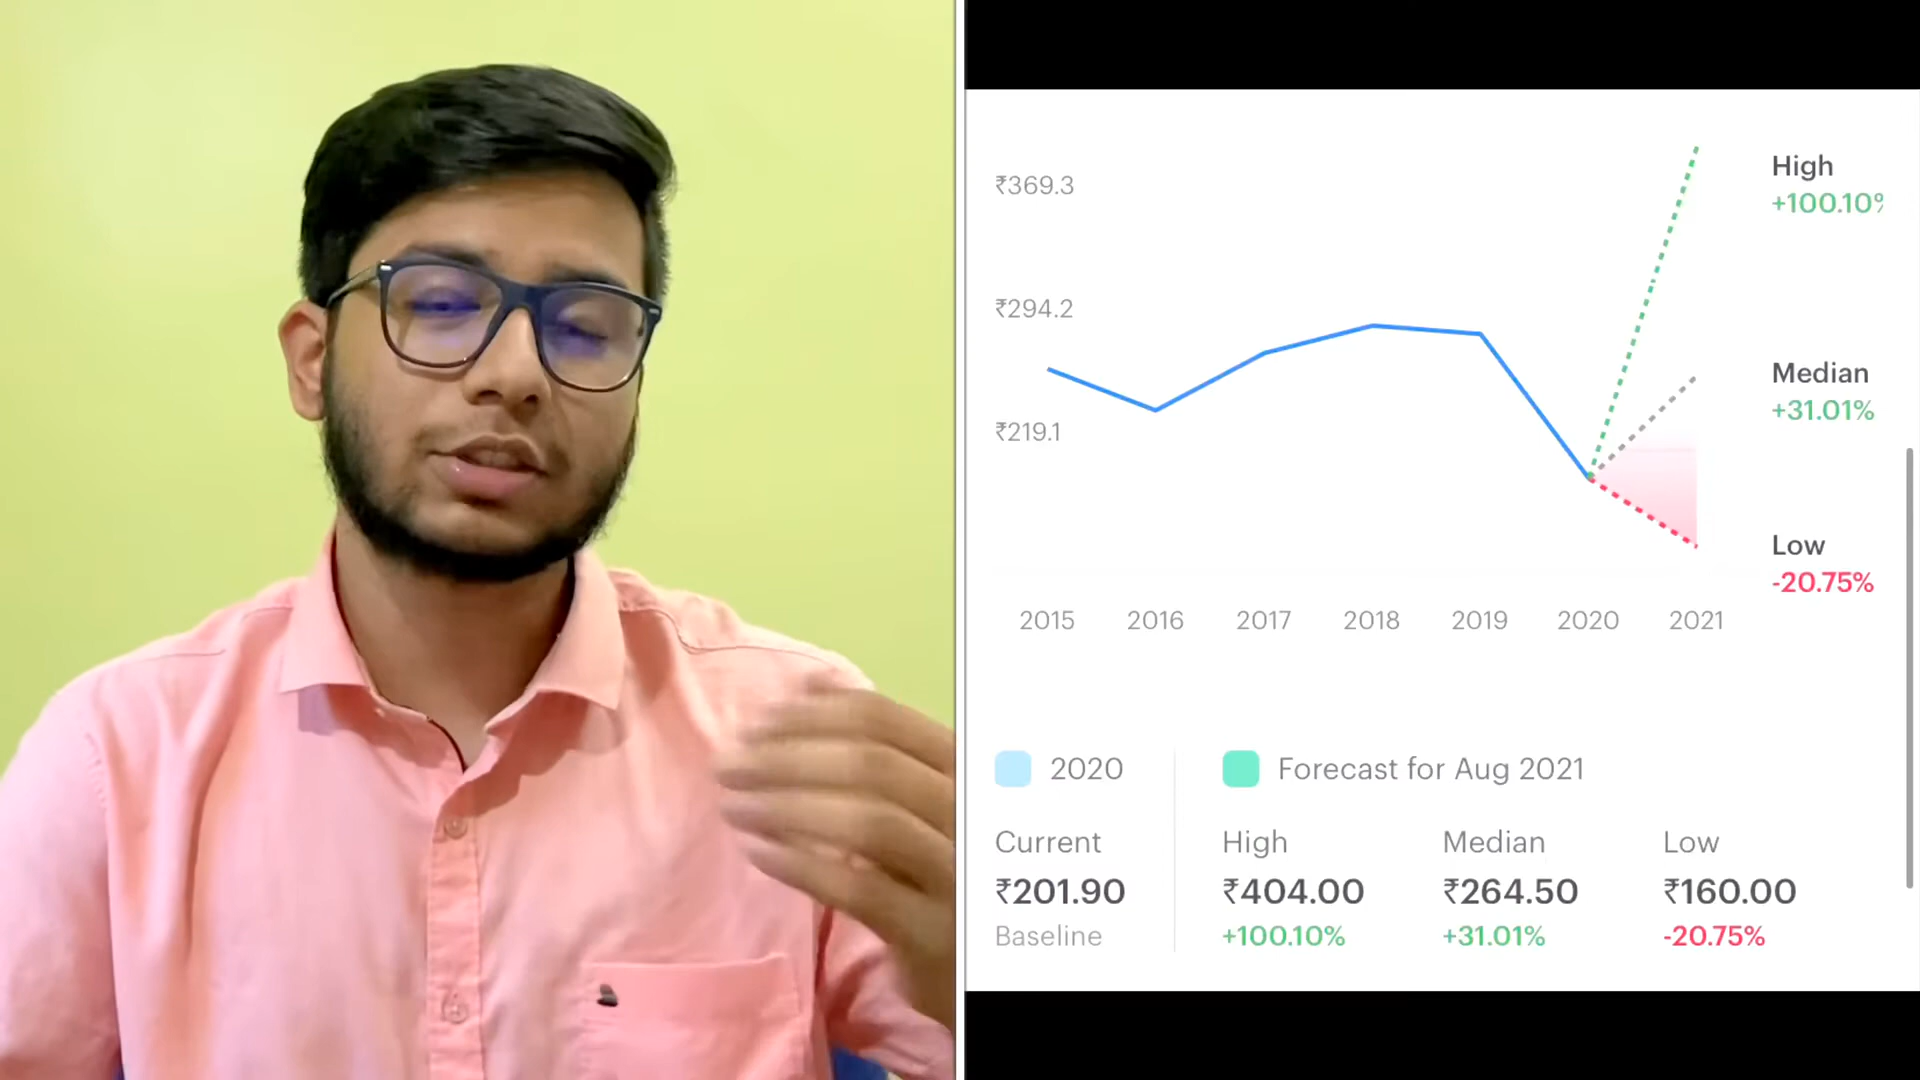 ₹369.3
₹294.2
₹219.1
High
+100.10%
Median
+31.01%
Low
-20.75%
2015 2016 2017 2018 2019 2020 2021
2020
Forecast for Aug 2021
Current High Median Low
₹201.90 ₹404.00 ₹264.50 ₹160.00
Baseline +100.10% +31.01% -20.75%